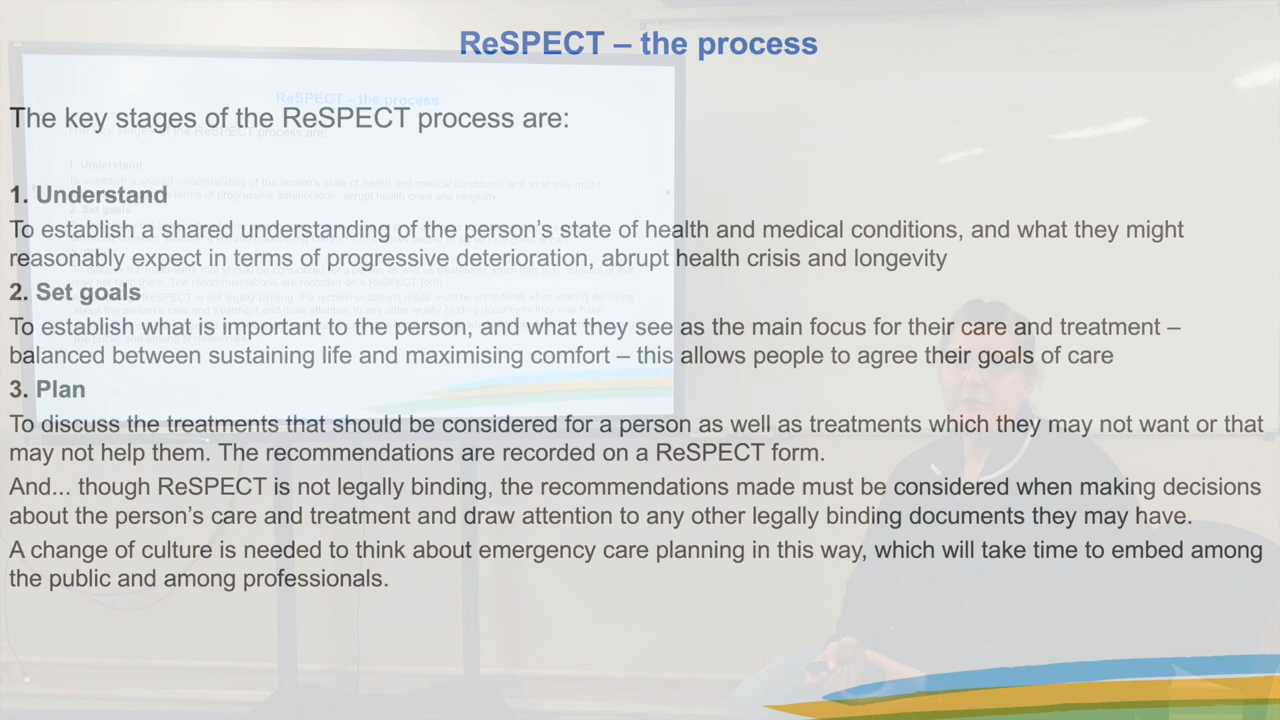 ReSPECT – the process
The key stages of the ReSPECT process are:
1. Understand
To establish a shared understanding of the person's state of health and medical conditions, and what they might
reasonably expect in terms of progressive deterioration, abrupt health crisis and longevity
2. Set goals
To establish what is important to the person, and what they see as the main focus for their care and treatment –
balanced between sustaining life and maximising comfort – this allows people to agree their goals of care
3. Plan
To discuss the treatments that should be considered for a person as well as treatments which they may not want or that
may not help them. The recommendations are recorded on a ReSPECT form.
And... though ReSPECT is not legally binding, the recommendations made must be considered when making decisions
about the person's care and treatment and draw attention to any other legally binding documents they may have.
A change of culture is needed to think about emergency care planning in this way, which will take time to embed among
the public and among professionals.
ReSPECT – the process